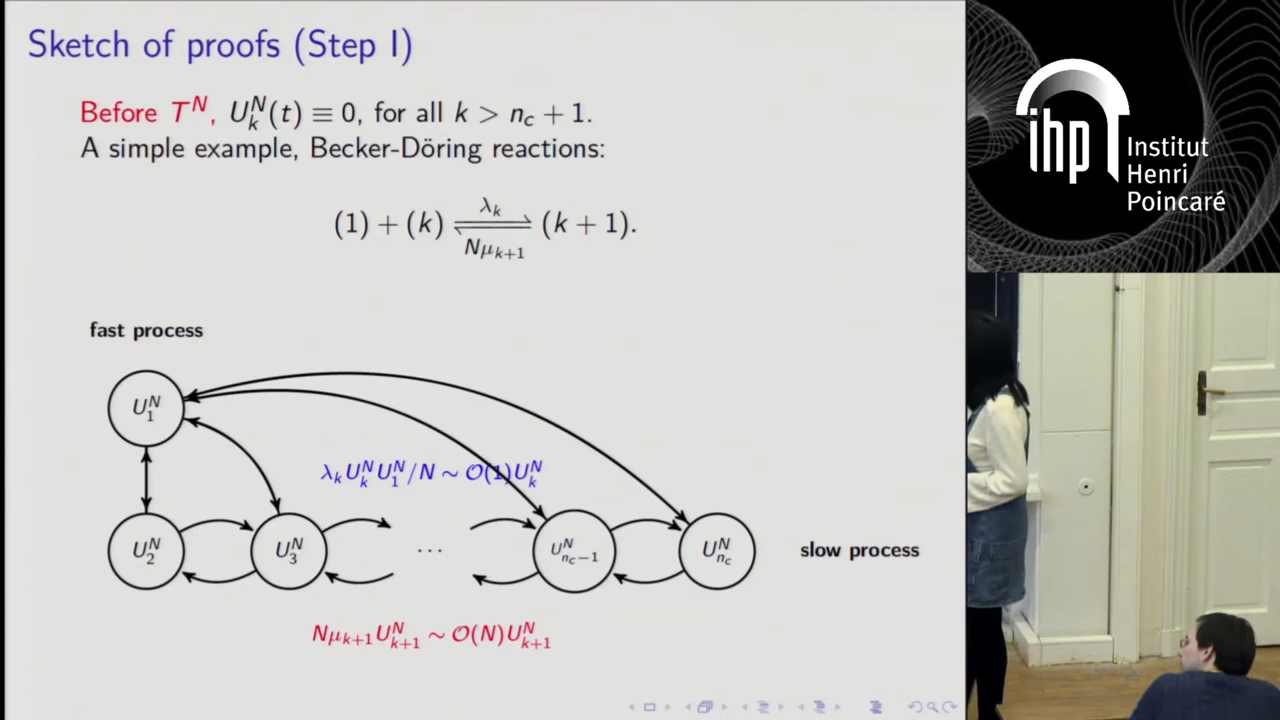 Sketch of proofs (Step I)
Before T^N, U_k^N(t) ≡ 0, for all k > n_c + 1.
A simple example, Becker-Döring reactions:
λ_k
(1) + (k) ⇌ (k + 1).
Nμ_{k+1}
fast process
U_1^N
λ_k U_k^N U_1^N/N ∼ O(1)U_k^N
U_2^N
U_3^N
⋯
U_{n_c−1}^N
U_{n_c}^N
slow process
Nμ_{k+1}U_{k+1}^N ∼ O(N)U_{k+1}^N
ihp
Institut
Henri
Poincaré